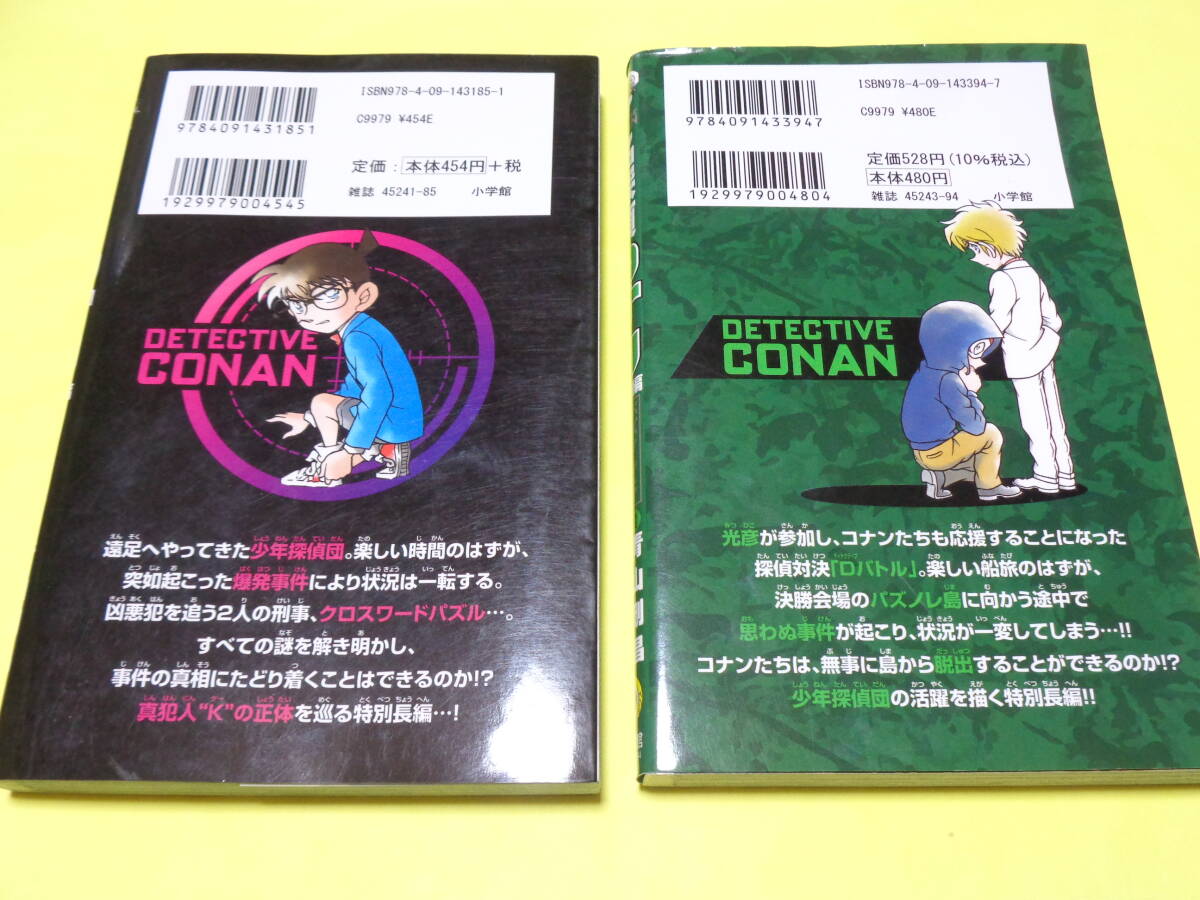 ISBN978-4-09-143185-1
9784091431851
C9979 ¥454E
定価：本体454円＋税
1929979004545
雑誌 45241-85 小学館
DETECTIVE
CONAN
遠足へやってきた少年探偵団。楽しい時間のはずが、
突如起こった爆発事件により状況は一転する。
凶悪犯を追う2人の刑事、クロスワードパズル…。
すべての謎を解き明かし、
事件の真相にたどり着くことはできるのか!?
真犯人“K”の正体を巡る特別長編…!
ISBN978-4-09-143394-7
9784091433947
C9979 ¥480E
定価528円(10%税込)
本体480円
1929979004804
雑誌 45243-94 小学館
DETECTIVE
CONAN
光彦が参加し、コナンたちも応援することになった
探偵対決「Dバトル」。楽しい船旅のはずが、
決勝会場のパズノレ島に向かう途中で
思わぬ事件が起こり、状況が一変してしまう…!!
コナンたちは、無事に島から脱出することができるのか!?
少年探偵団の活躍を描く特別長編!!